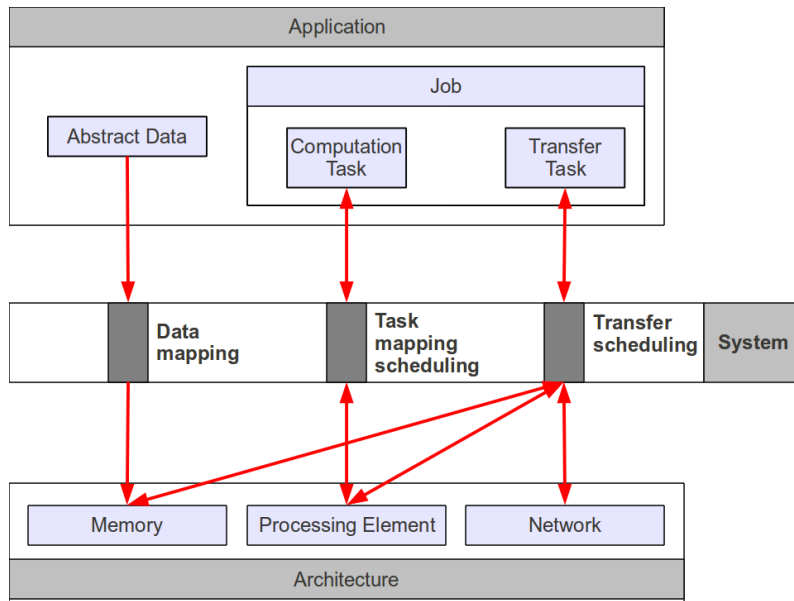 Application
Job
Abstract Data
Computation
Task
Transfer
Task
Data
mapping
Task
mapping
scheduling
Transfer
scheduling
System
Memory
Processing Element
Network
Architecture